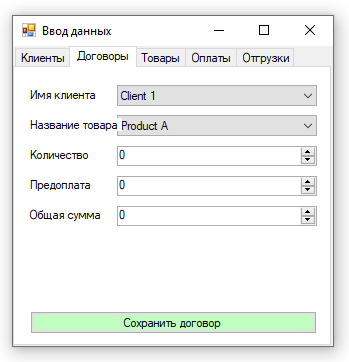 Ввод данных
Клиенты Договоры Товары Оплаты Отгрузки
Имя клиента Client 1
Название товара Product A
Количество 0
Предоплата 0
Общая сумма 0
Сохранить договор